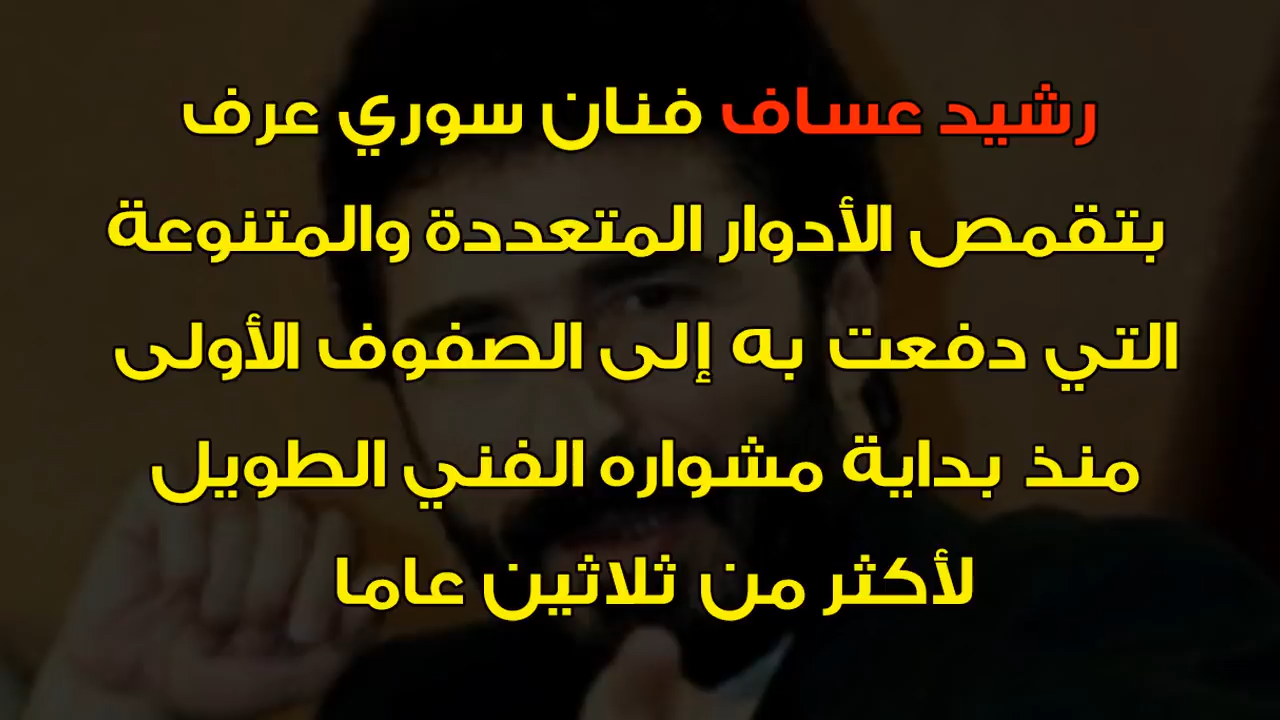 رشيد عساف فنان سوري عرف
بتقمص الأدوار المتعددة والمتنوعة
التي دفعت به إلى الصفوف الأولى
منذ بداية مشواره الفني الطويل
لأكثر من ثلاثين عاما